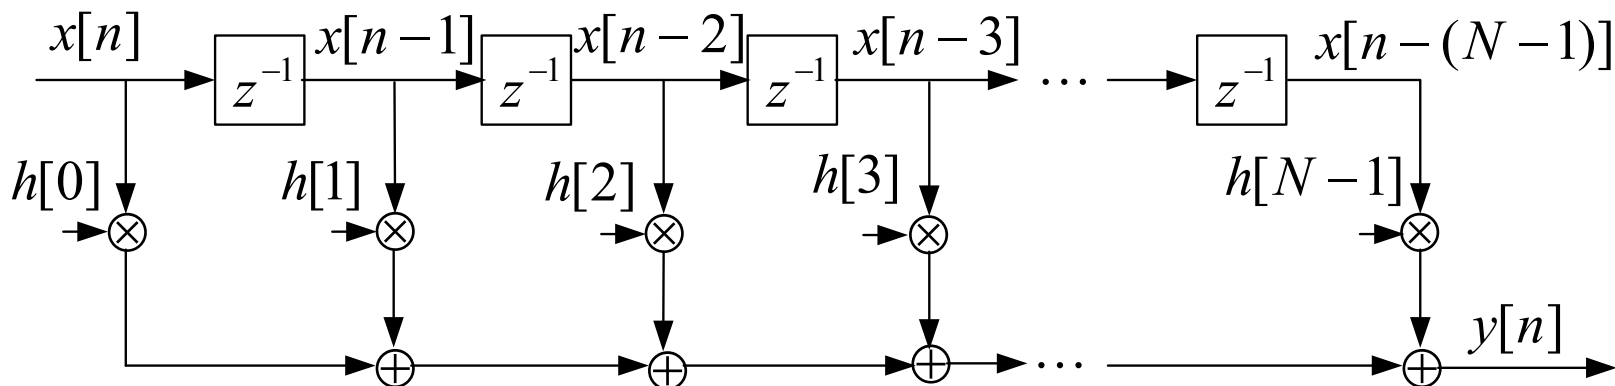 x[n] x[n − 1] x[n − 2] x[n − 3] x[n − (N − 1)]
z⁻¹ z⁻¹ z⁻¹ ··· z⁻¹
h[0] h[1] h[2] h[3] h[N − 1]
y[n]
···